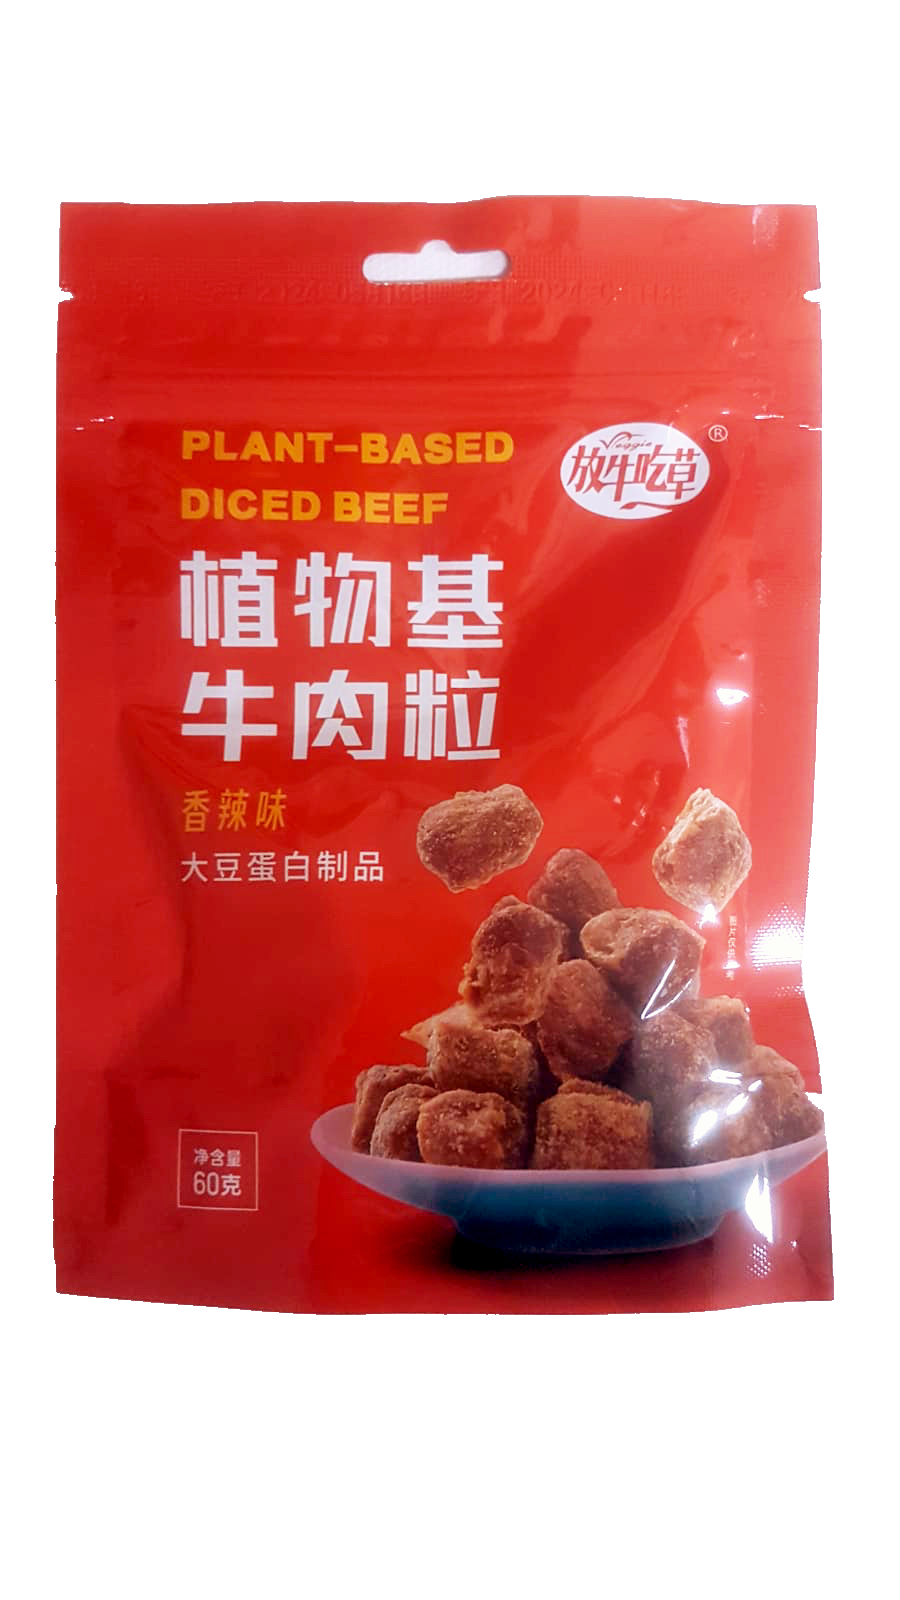 PLANT-BASED
DICED BEEF
Veggie
放牛吃草
®
植物基
牛肉粒
香辣味
大豆蛋白制品
净含量
60克